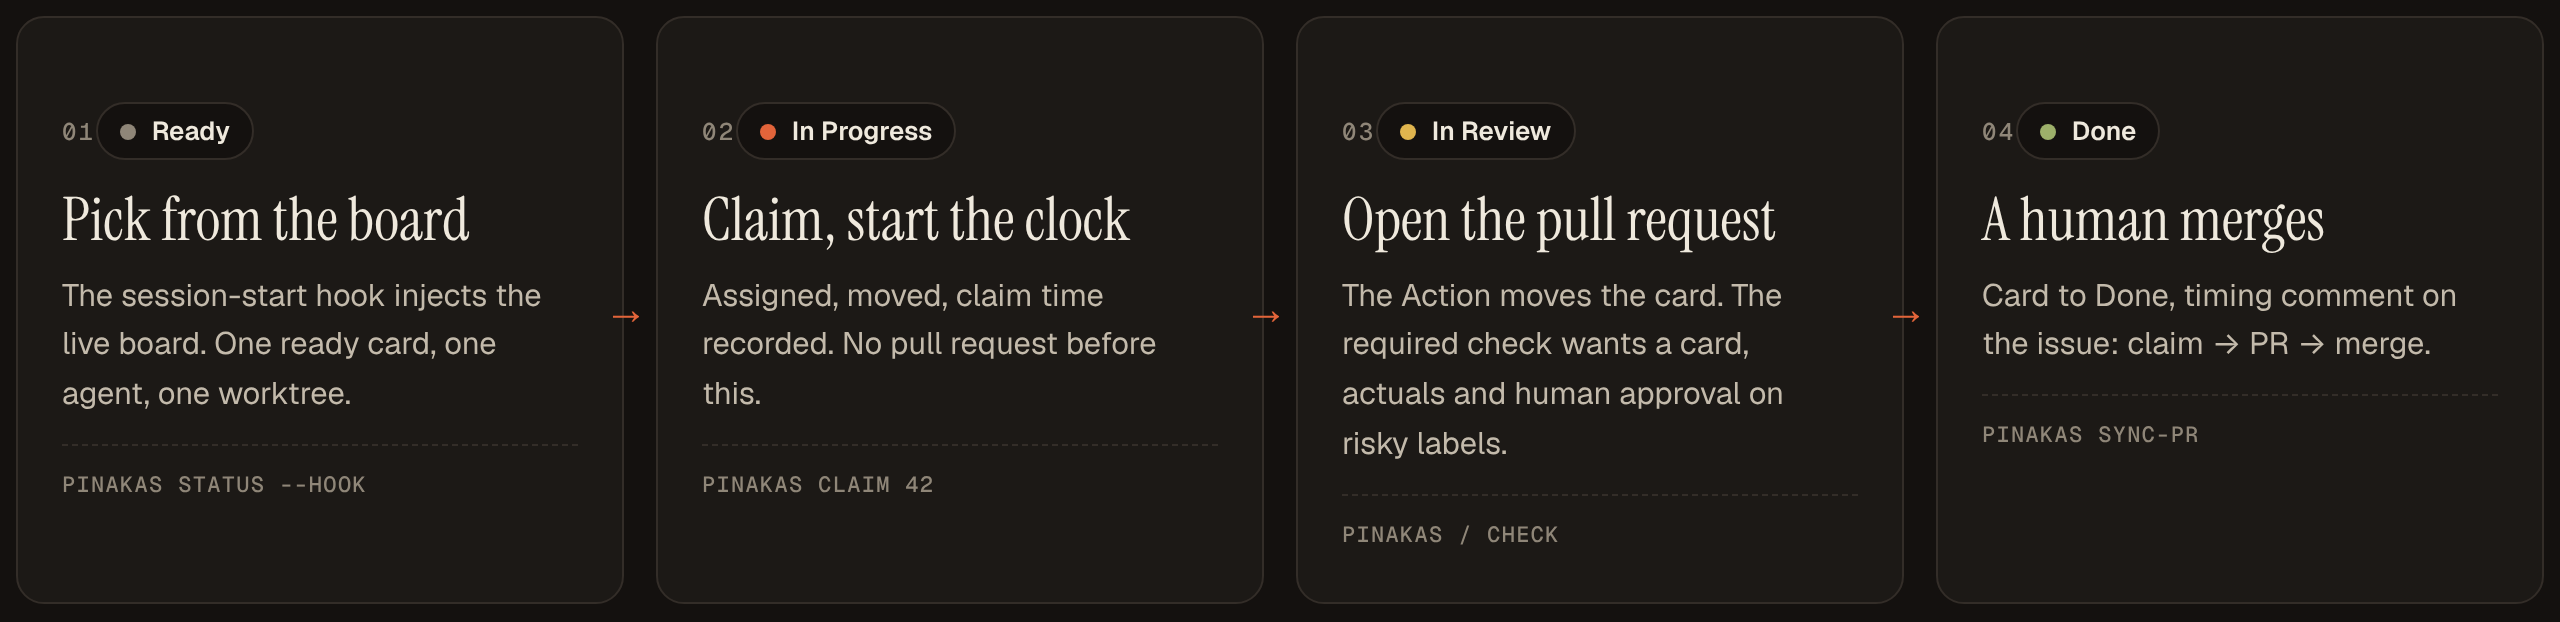 01 Ready
Pick from the board
The session-start hook injects the
live board. One ready card, one
agent, one worktree.
PINAKAS STATUS --HOOK
→
02 In Progress
Claim, start the clock
Assigned, moved, claim time
recorded. No pull request before
this.
PINAKAS CLAIM 42
→
03 In Review
Open the pull request
The Action moves the card. The
required check wants a card,
actuals and human approval on
risky labels.
PINAKAS / CHECK
→
04 Done
A human merges
Card to Done, timing comment on
the issue: claim → PR → merge.
PINAKAS SYNC-PR